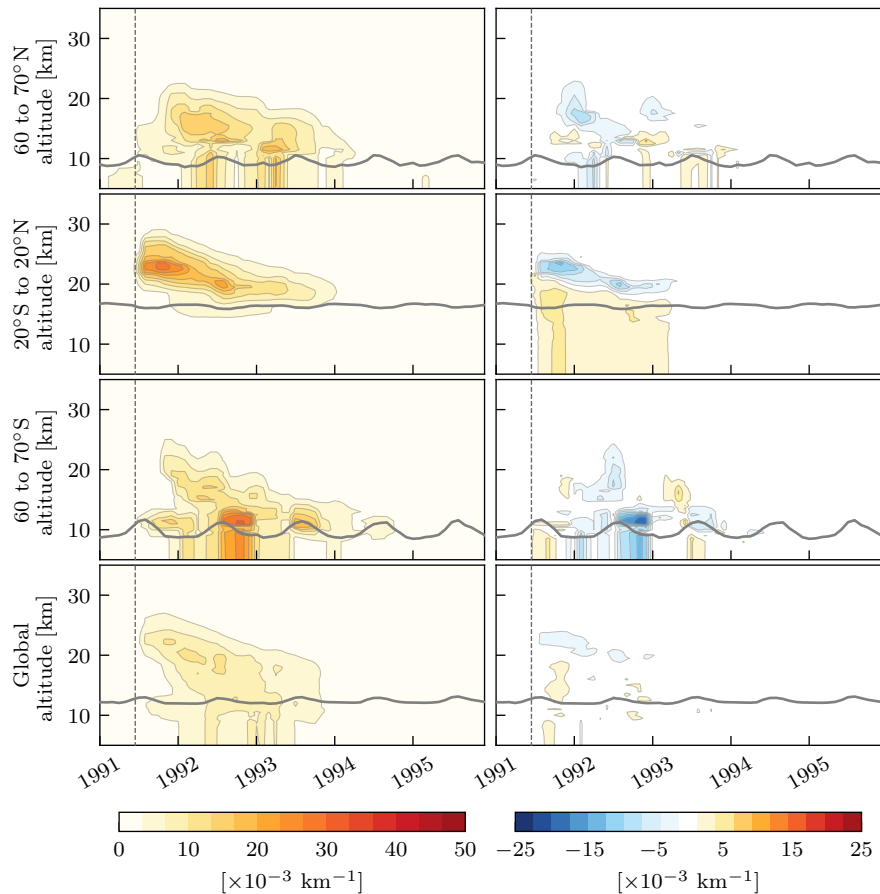 60 to 70°N
altitude [km]
30
20
10
20°S to 20°N
altitude [km]
30
20
10
60 to 70°S
altitude [km]
30
20
10
Global
altitude [km]
30
20
10
1991 1992 1993 1994 1995
1991 1992 1993 1994 1995
0 10 20 30 40 50
[×10⁻³ km⁻¹]
−25 −15 −5 5 15 25
[×10⁻³ km⁻¹]